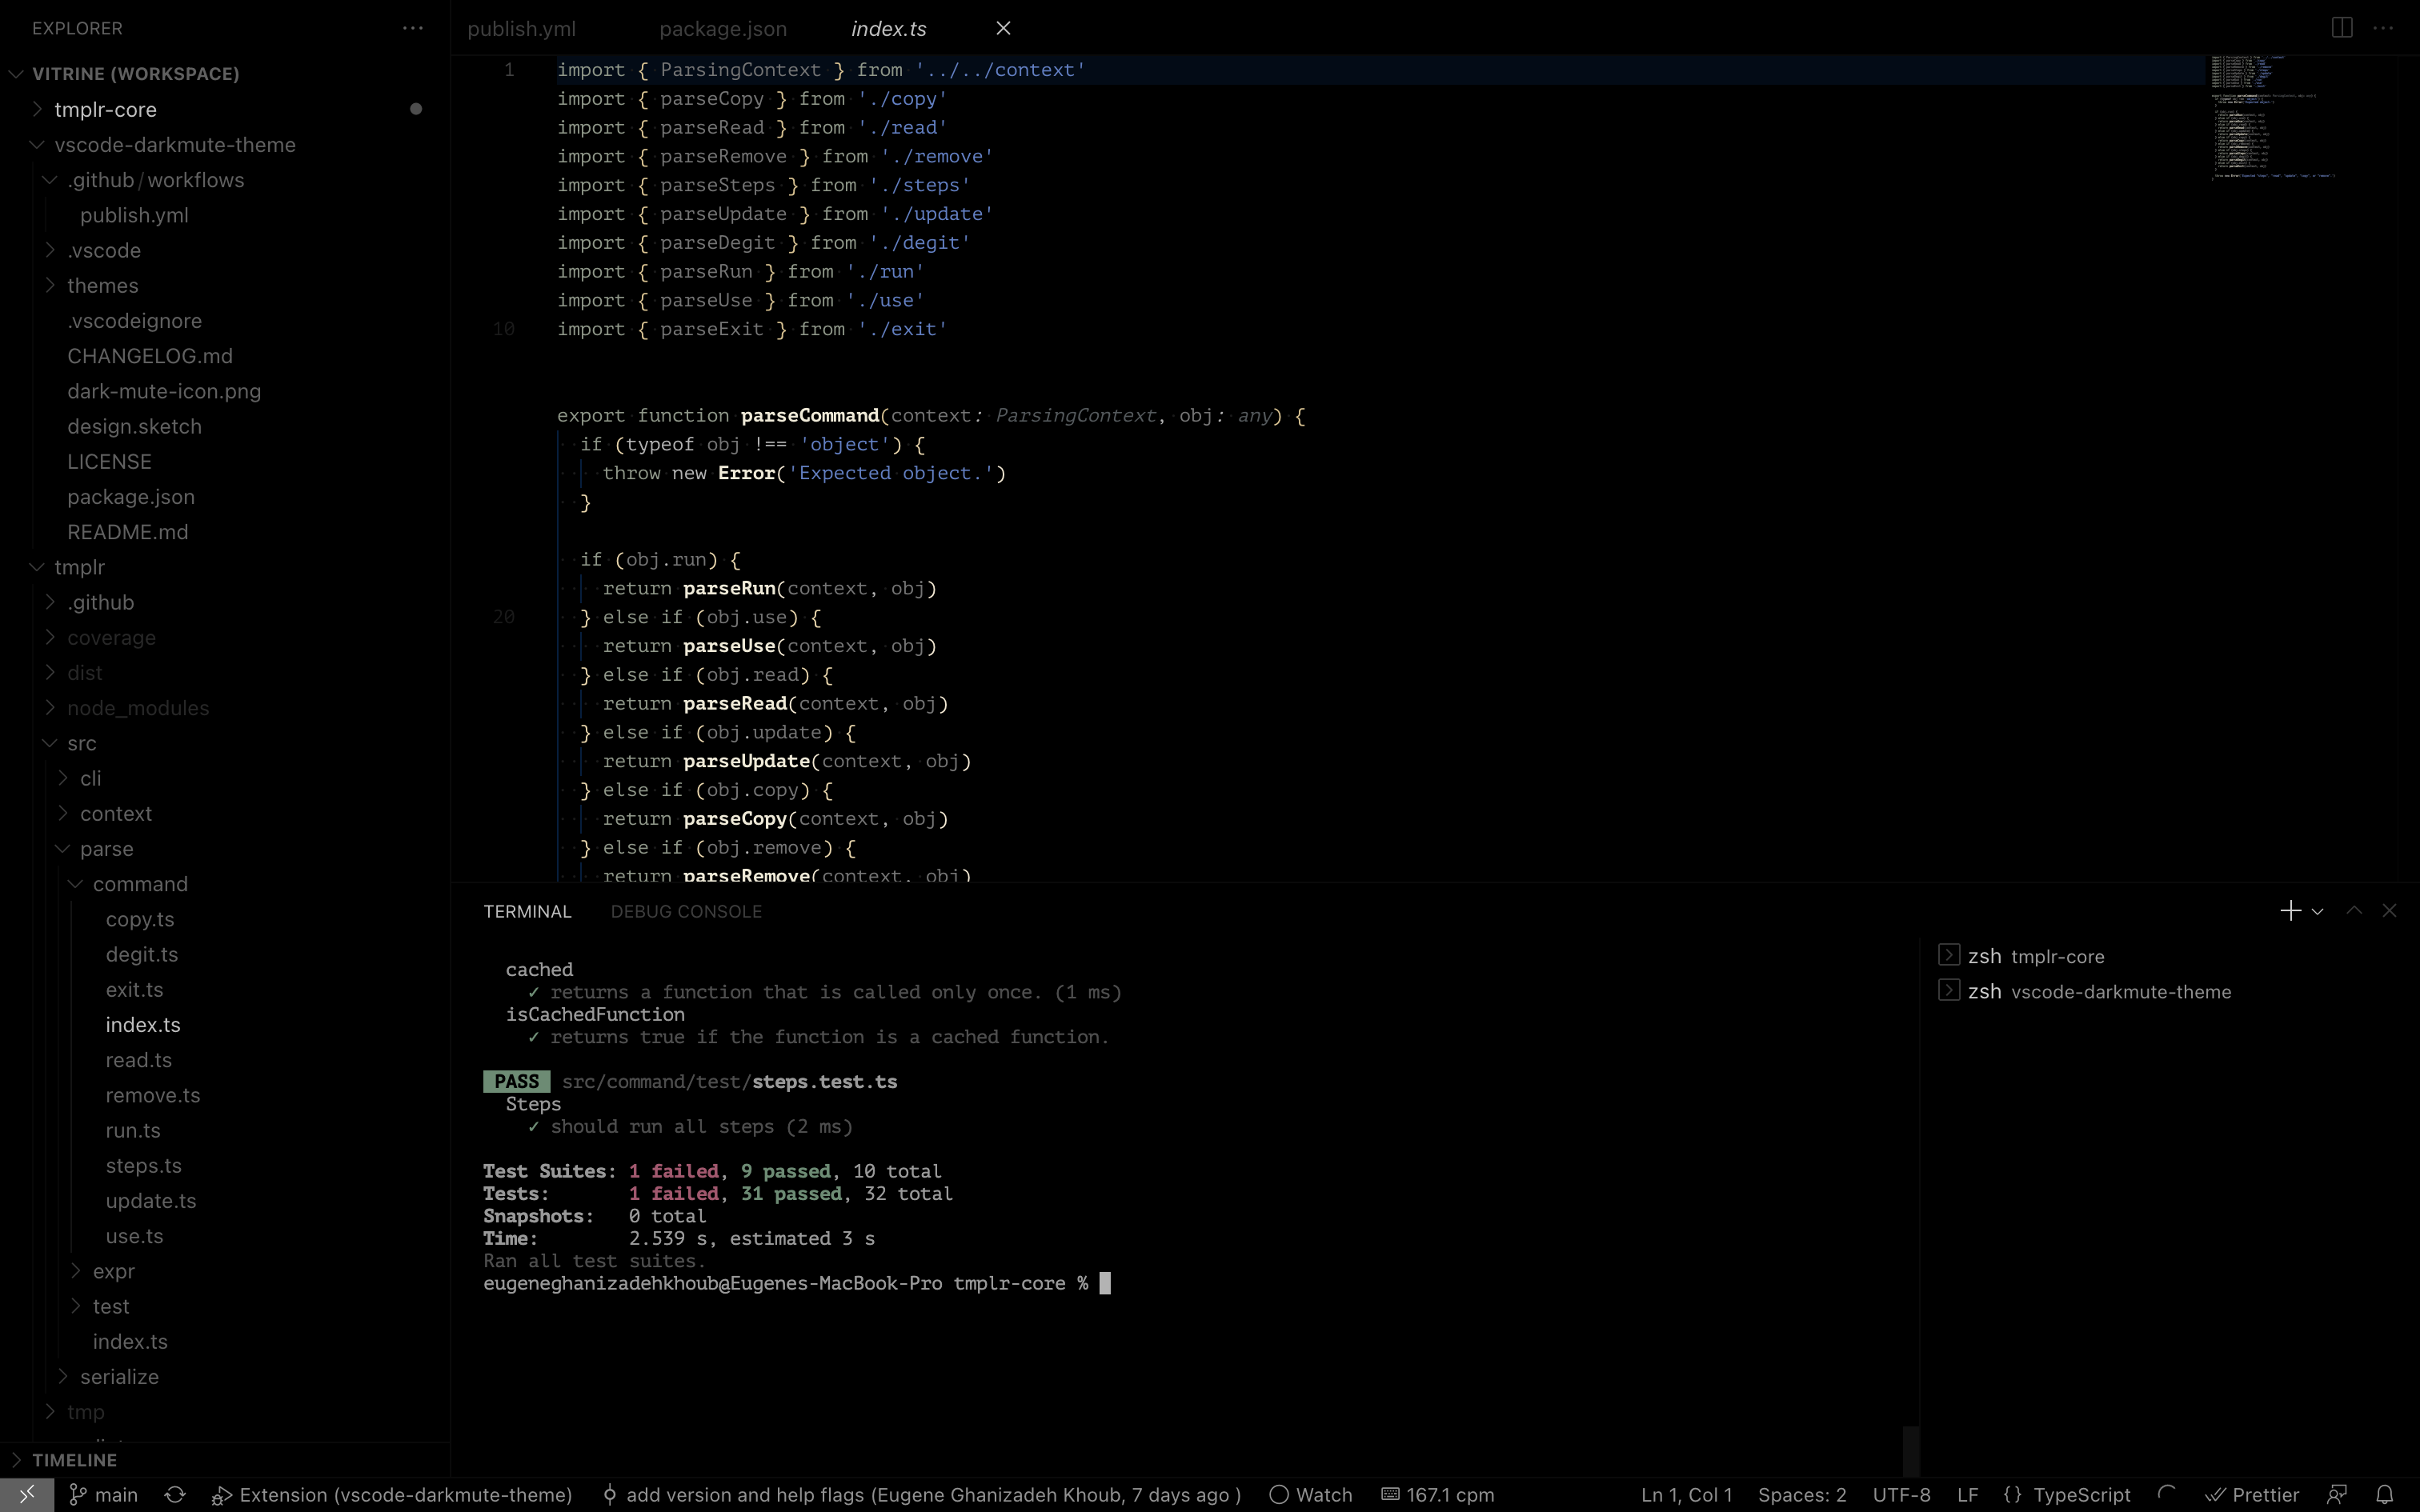 EXPLORER
VITRINE (WORKSPACE)
tmplr-core
vscode-darkmute-theme
.github/workflows
publish.yml
.vscode
themes
.vscodeignore
CHANGELOG.md
dark-mute-icon.png
design.sketch
LICENSE
package.json
README.md
tmplr
.github
coverage
dist
node_modules
src
cli
context
parse
command
copy.ts
degit.ts
exit.ts
index.ts
read.ts
remove.ts
run.ts
steps.ts
update.ts
use.ts
expr
test
index.ts
serialize
tmp
TIMELINE
publish.yml package.json index.ts
1 import { ParsingContext } from '../../context'
import { parseCopy } from './copy'
import { parseRead } from './read'
import { parseRemove } from './remove'
import { parseSteps } from './steps'
import { parseUpdate } from './update'
import { parseDegit } from './degit'
import { parseRun } from './run'
import { parseUse } from './use'
10 import { parseExit } from './exit'
export function parseCommand(context: ParsingContext, obj: any) {
if (typeof obj !== 'object') {
throw new Error('Expected object.')
}
if (obj.run) {
return parseRun(context, obj)
20 } else if (obj.use) {
return parseUse(context, obj)
} else if (obj.read) {
return parseRead(context, obj)
} else if (obj.update) {
return parseUpdate(context, obj)
} else if (obj.copy) {
return parseCopy(context, obj)
} else if (obj.remove) {
return parseRemove(context, obj)
TERMINAL DEBUG CONSOLE
cached
✓ returns a function that is called only once. (1 ms)
isCachedFunction
✓ returns true if the function is a cached function.
PASS src/command/test/steps.test.ts
Steps
✓ should run all steps (2 ms)
Test Suites: 1 failed, 9 passed, 10 total
Tests: 1 failed, 31 passed, 32 total
Snapshots: 0 total
Time: 2.539 s, estimated 3 s
Ran all test suites.
eugeneghanizadehkhoub@Eugenes-MacBook-Pro tmplr-core %
zsh tmplr-core
zsh vscode-darkmute-theme
main Extension (vscode-darkmute-theme) add version and help flags (Eugene Ghanizadeh Khoub, 7 days ago ) Watch 167.1 cpm Ln 1, Col 1 Spaces: 2 UTF-8 LF {} TypeScript Prettier